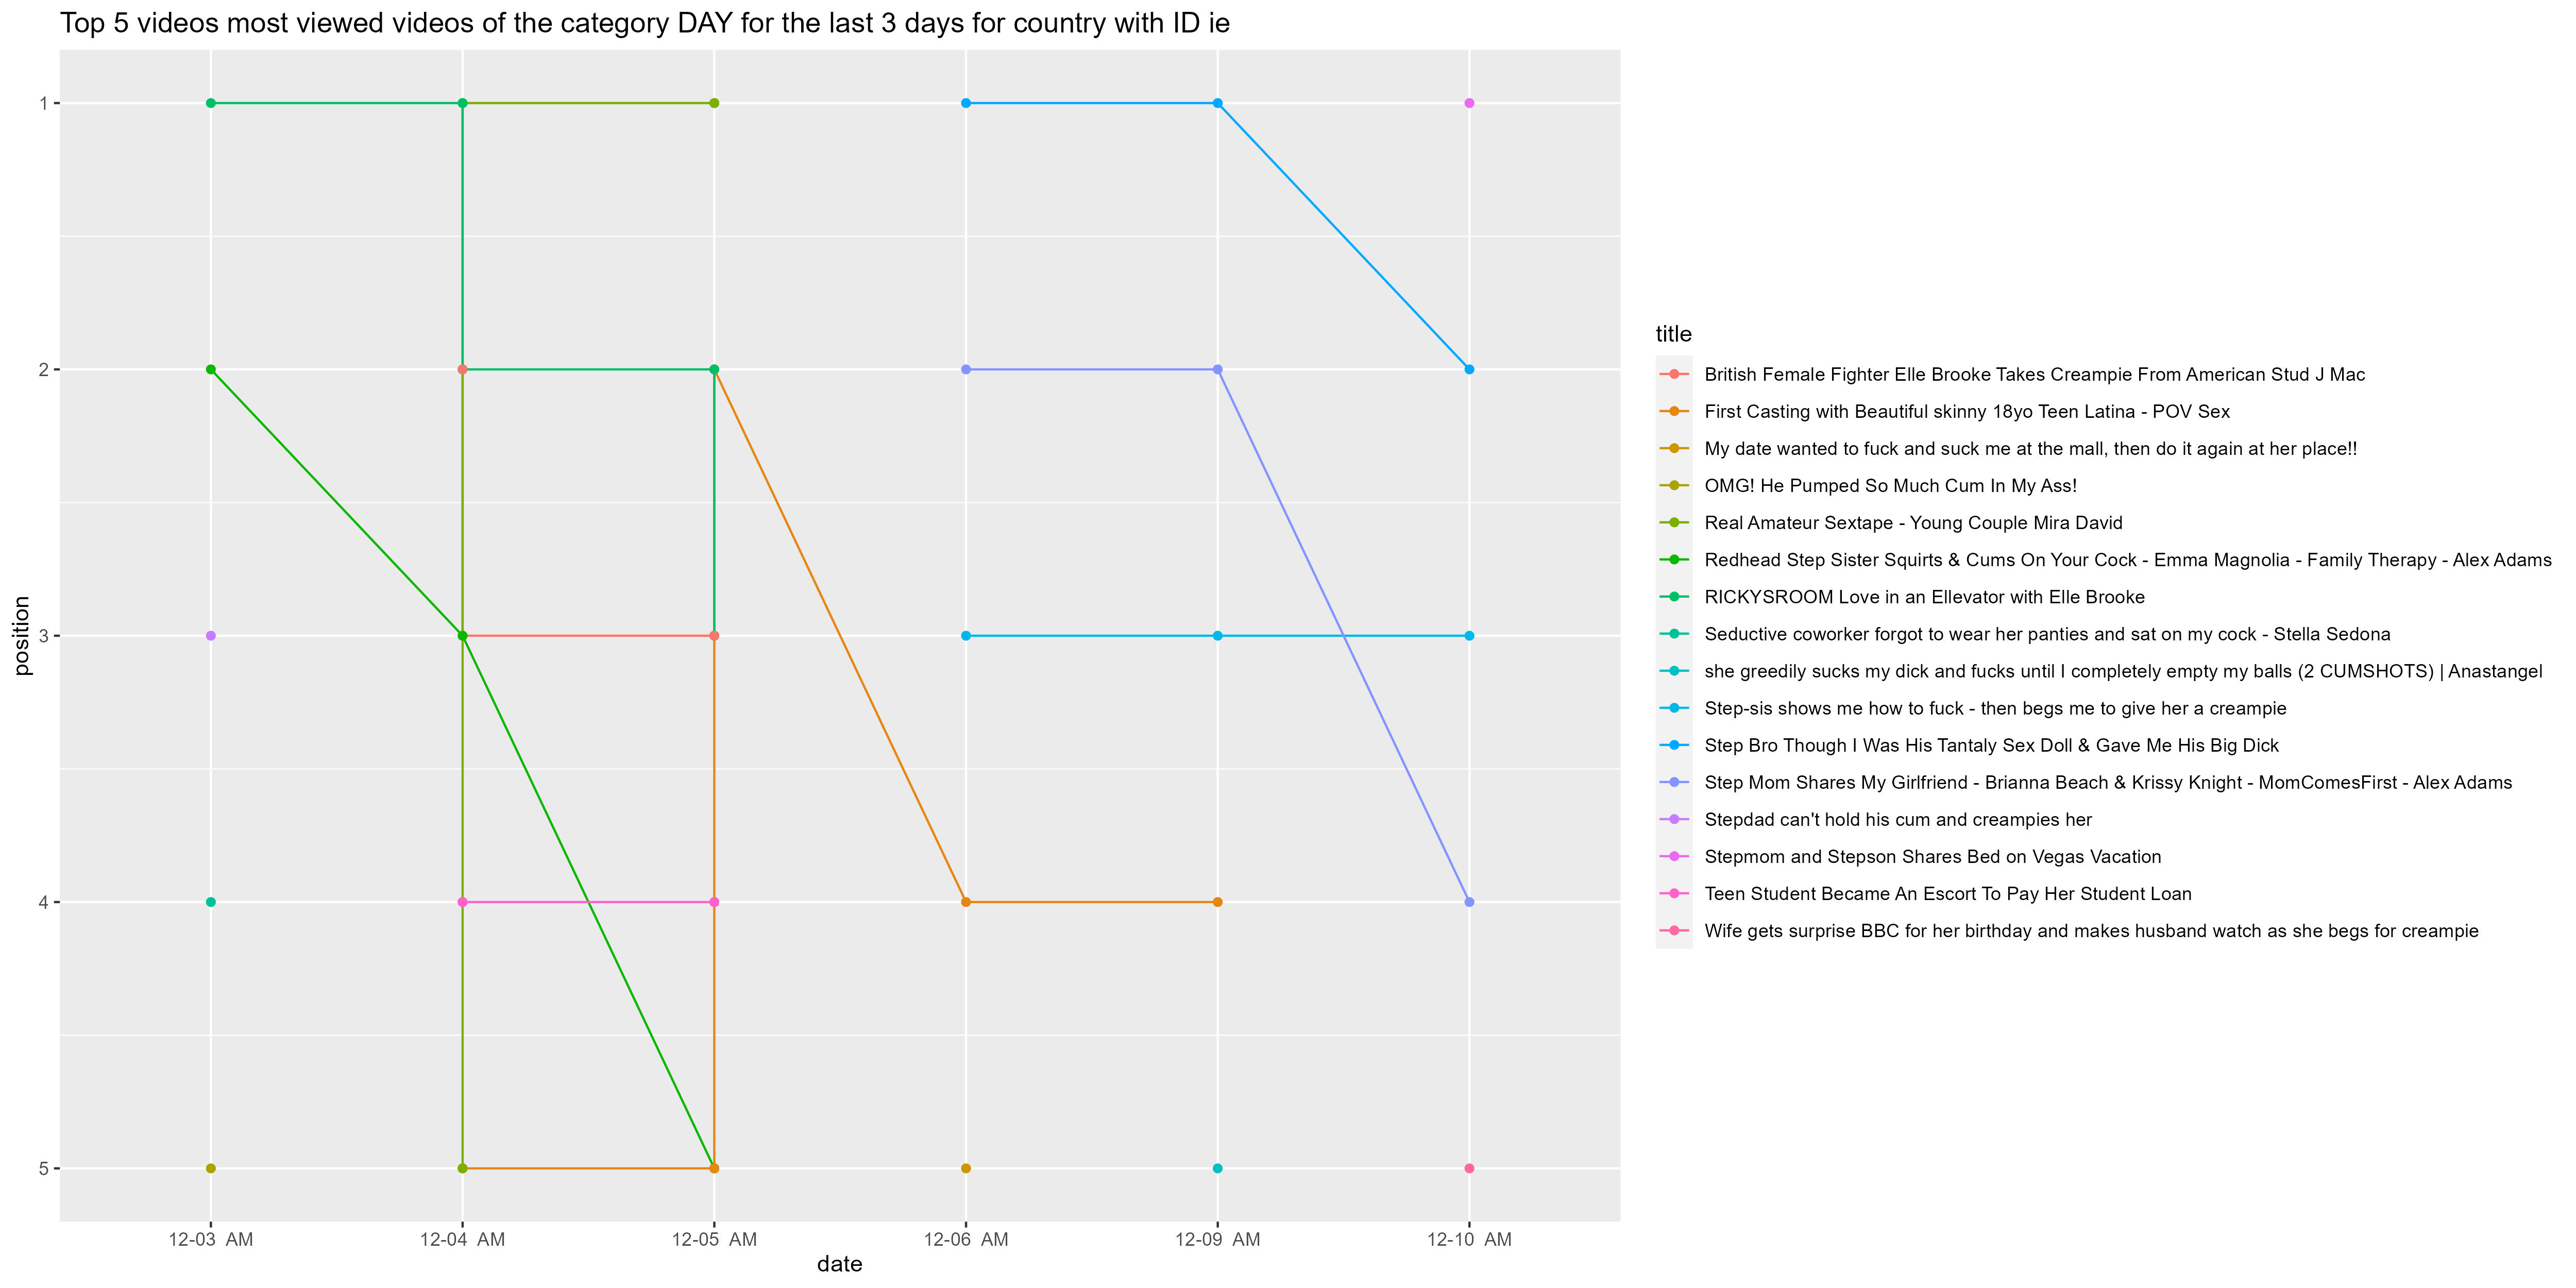 Top 5 videos most viewed videos of the category DAY for the last 3 days for country with ID ie
1
2
3
4
5
position
12-03 AM
12-04 AM
12-05 AM
12-06 AM
12-09 AM
12-10 AM
date
title
British Female Fighter Elle Brooke Takes Creampie From American Stud J Mac
First Casting with Beautiful skinny 18yo Teen Latina - POV Sex
My date wanted to fuck and suck me at the mall, then do it again at her place!!
OMG! He Pumped So Much Cum In My Ass!
Real Amateur Sextape - Young Couple Mira David
Redhead Step Sister Squirts & Cums On Your Cock - Emma Magnolia - Family Therapy - Alex Adams
RICKYSROOM Love in an Ellevator with Elle Brooke
Seductive coworker forgot to wear her panties and sat on my cock - Stella Sedona
she greedily sucks my dick and fucks until I completely empty my balls (2 CUMSHOTS) | Anastangel
Step-sis shows me how to fuck - then begs me to give her a creampie
Step Bro Though I Was His Tantaly Sex Doll & Gave Me His Big Dick
Step Mom Shares My Girlfriend - Brianna Beach & Krissy Knight - MomComesFirst - Alex Adams
Stepdad can't hold his cum and creampies her
Stepmom and Stepson Shares Bed on Vegas Vacation
Teen Student Became An Escort To Pay Her Student Loan
Wife gets surprise BBC for her birthday and makes husband watch as she begs for creampie